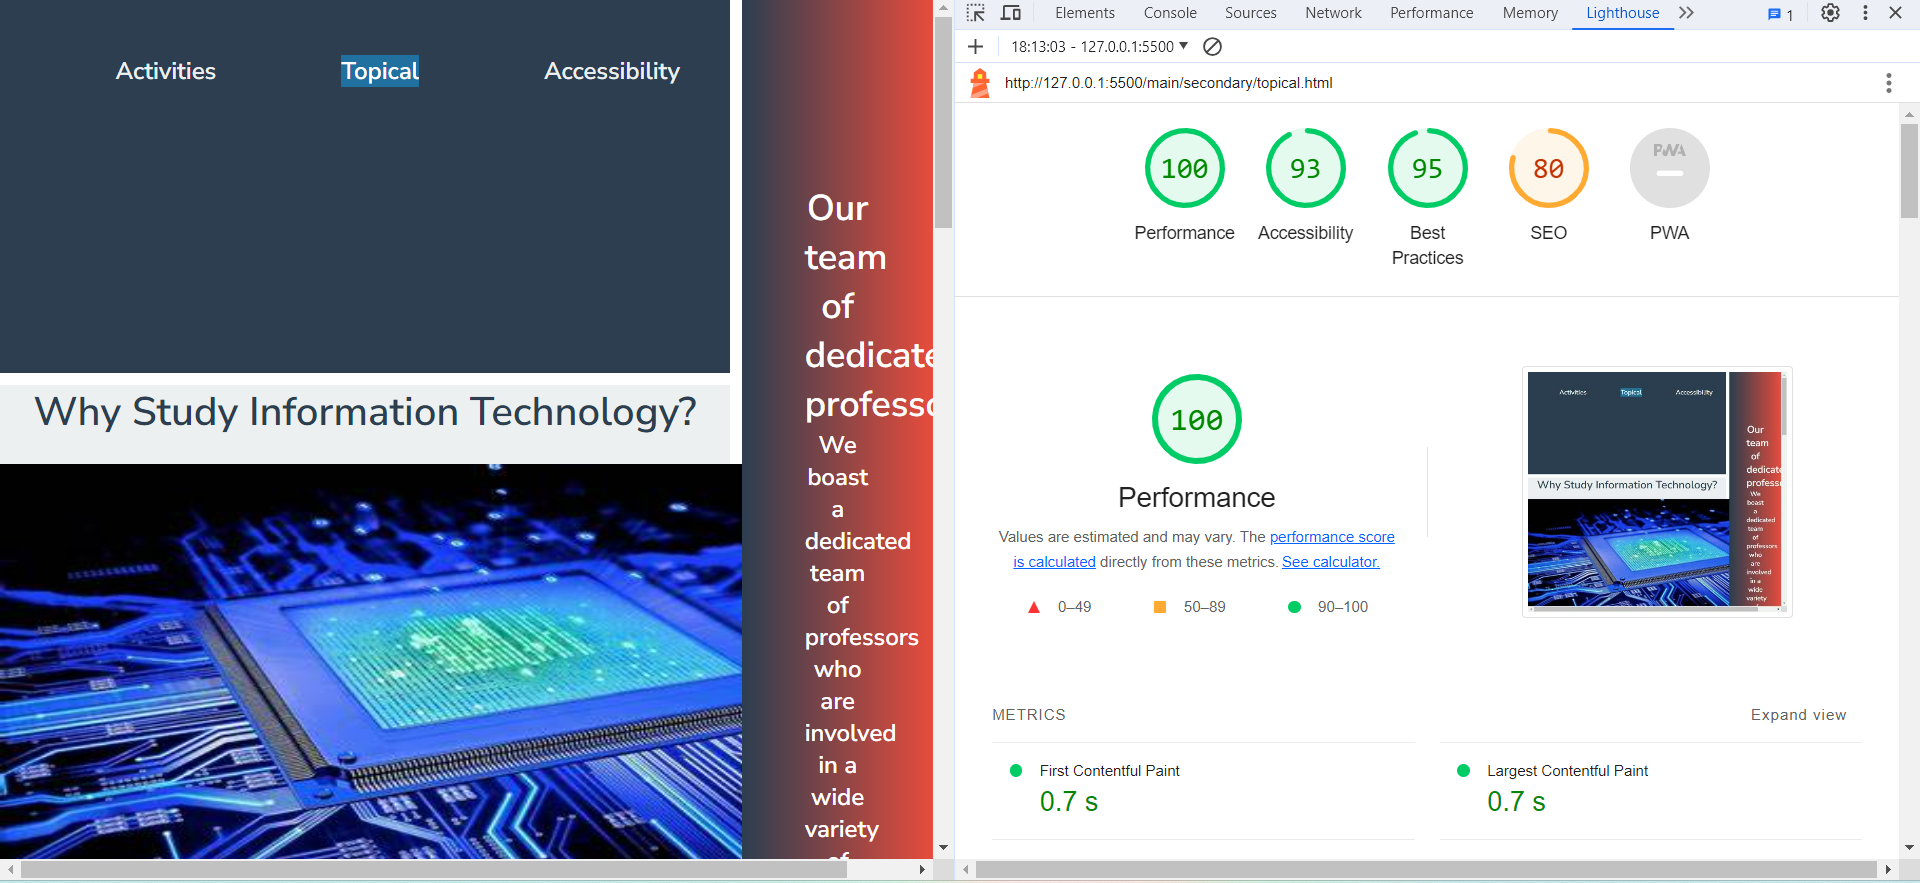 Activities Topical Accessibility
Why Study Information Technology?
Our
team
of
dedicate
professo
We
boast
a
dedicated
team
of
professors
who
are
involved
in a
wide
variety
of
Elements Console Sources Network Performance Memory Lighthouse 1
18:13:03 - 127.0.0.1:5500
http://127.0.0.1:5500/main/secondary/topical.html
100 93 95 80 PWA
Performance Accessibility Best Practices SEO PWA
100
Performance
Values are estimated and may vary. The performance score
is calculated directly from these metrics. See calculator.
0–49 50–89 90–100
Activities Topical Accessibility
Why Study Information Technology?
Our
team
of
dedicate
profess
We
boast
a
dedicated
team
of
professors
who
are
involved
in a
wide
variety
METRICS Expand view
First Contentful Paint Largest Contentful Paint
0.7 s 0.7 s